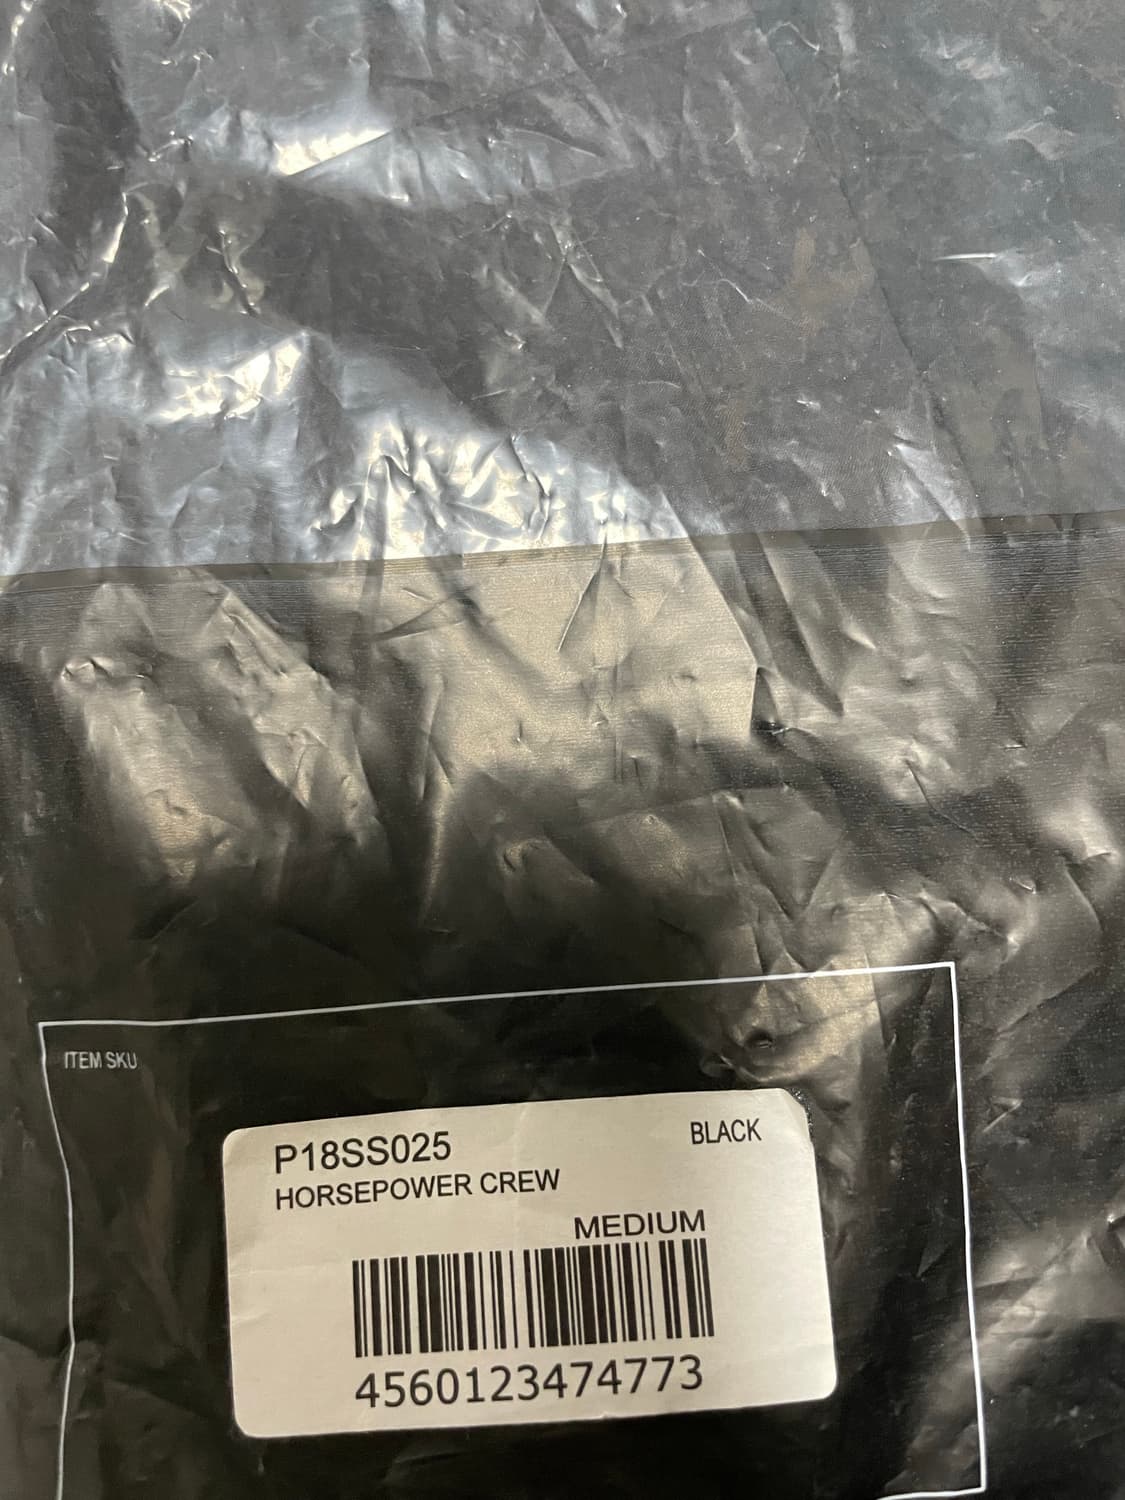 ITEM SKU
P18SS025
BLACK
HORSEPOWER CREW
MEDIUM
4560123474773